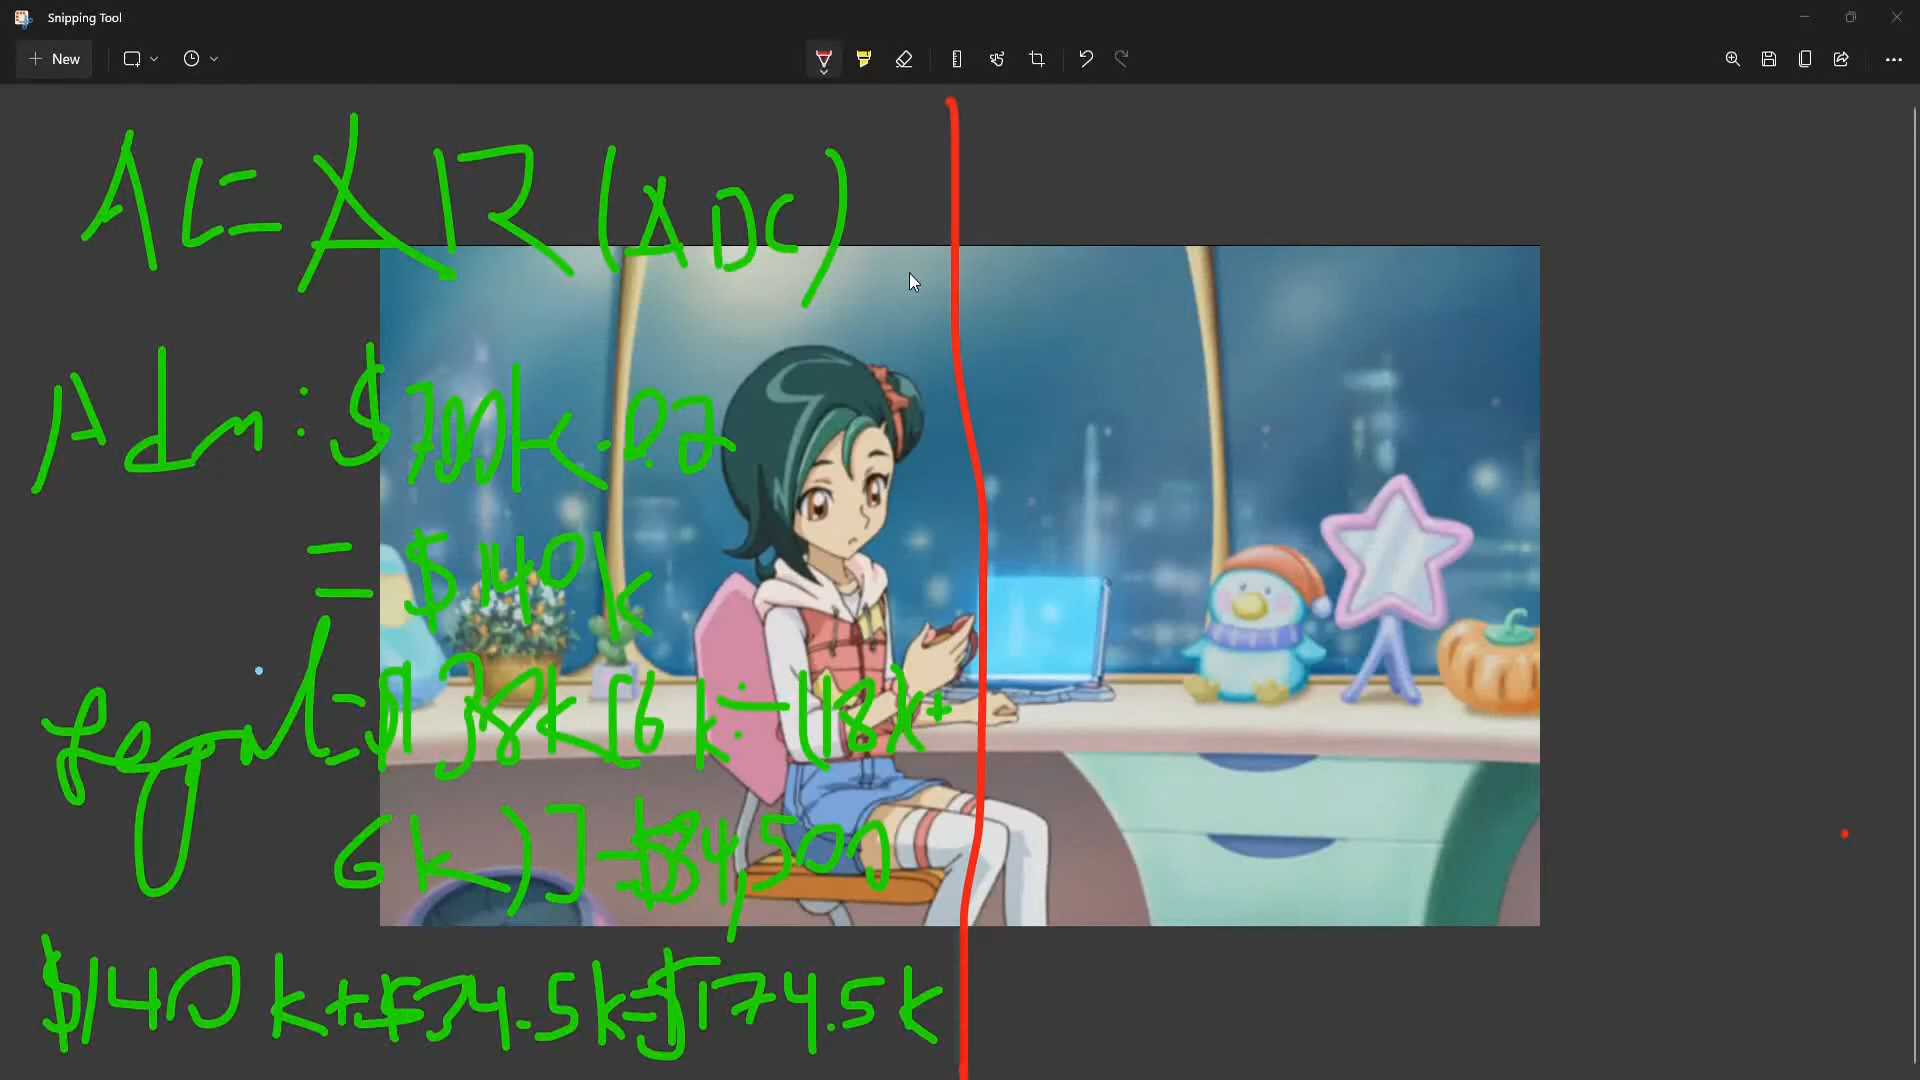 Snipping Tool
New
AC=AR(ADC)
Adm: $700k·0.2
=$140k
Legal=$138k[6k÷(18k+
6k)]=$34,500
$140k+$34.5k=$174.5k